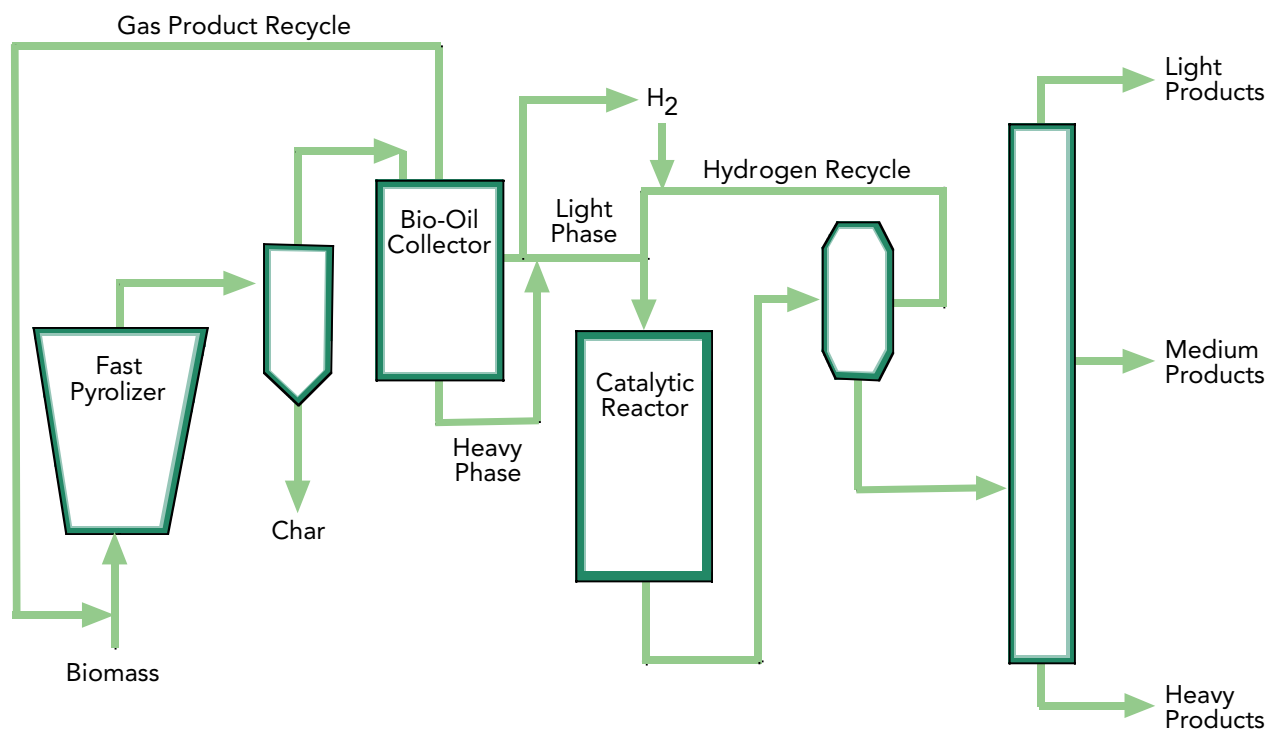 Gas Product Recycle
H2
Light
Products
Hydrogen Recycle
Light
Phase
Bio-Oil
Collector
Fast
Pyrolizer
Catalytic
Reactor
Medium
Products
Heavy
Phase
Char
Biomass
Heavy
Products